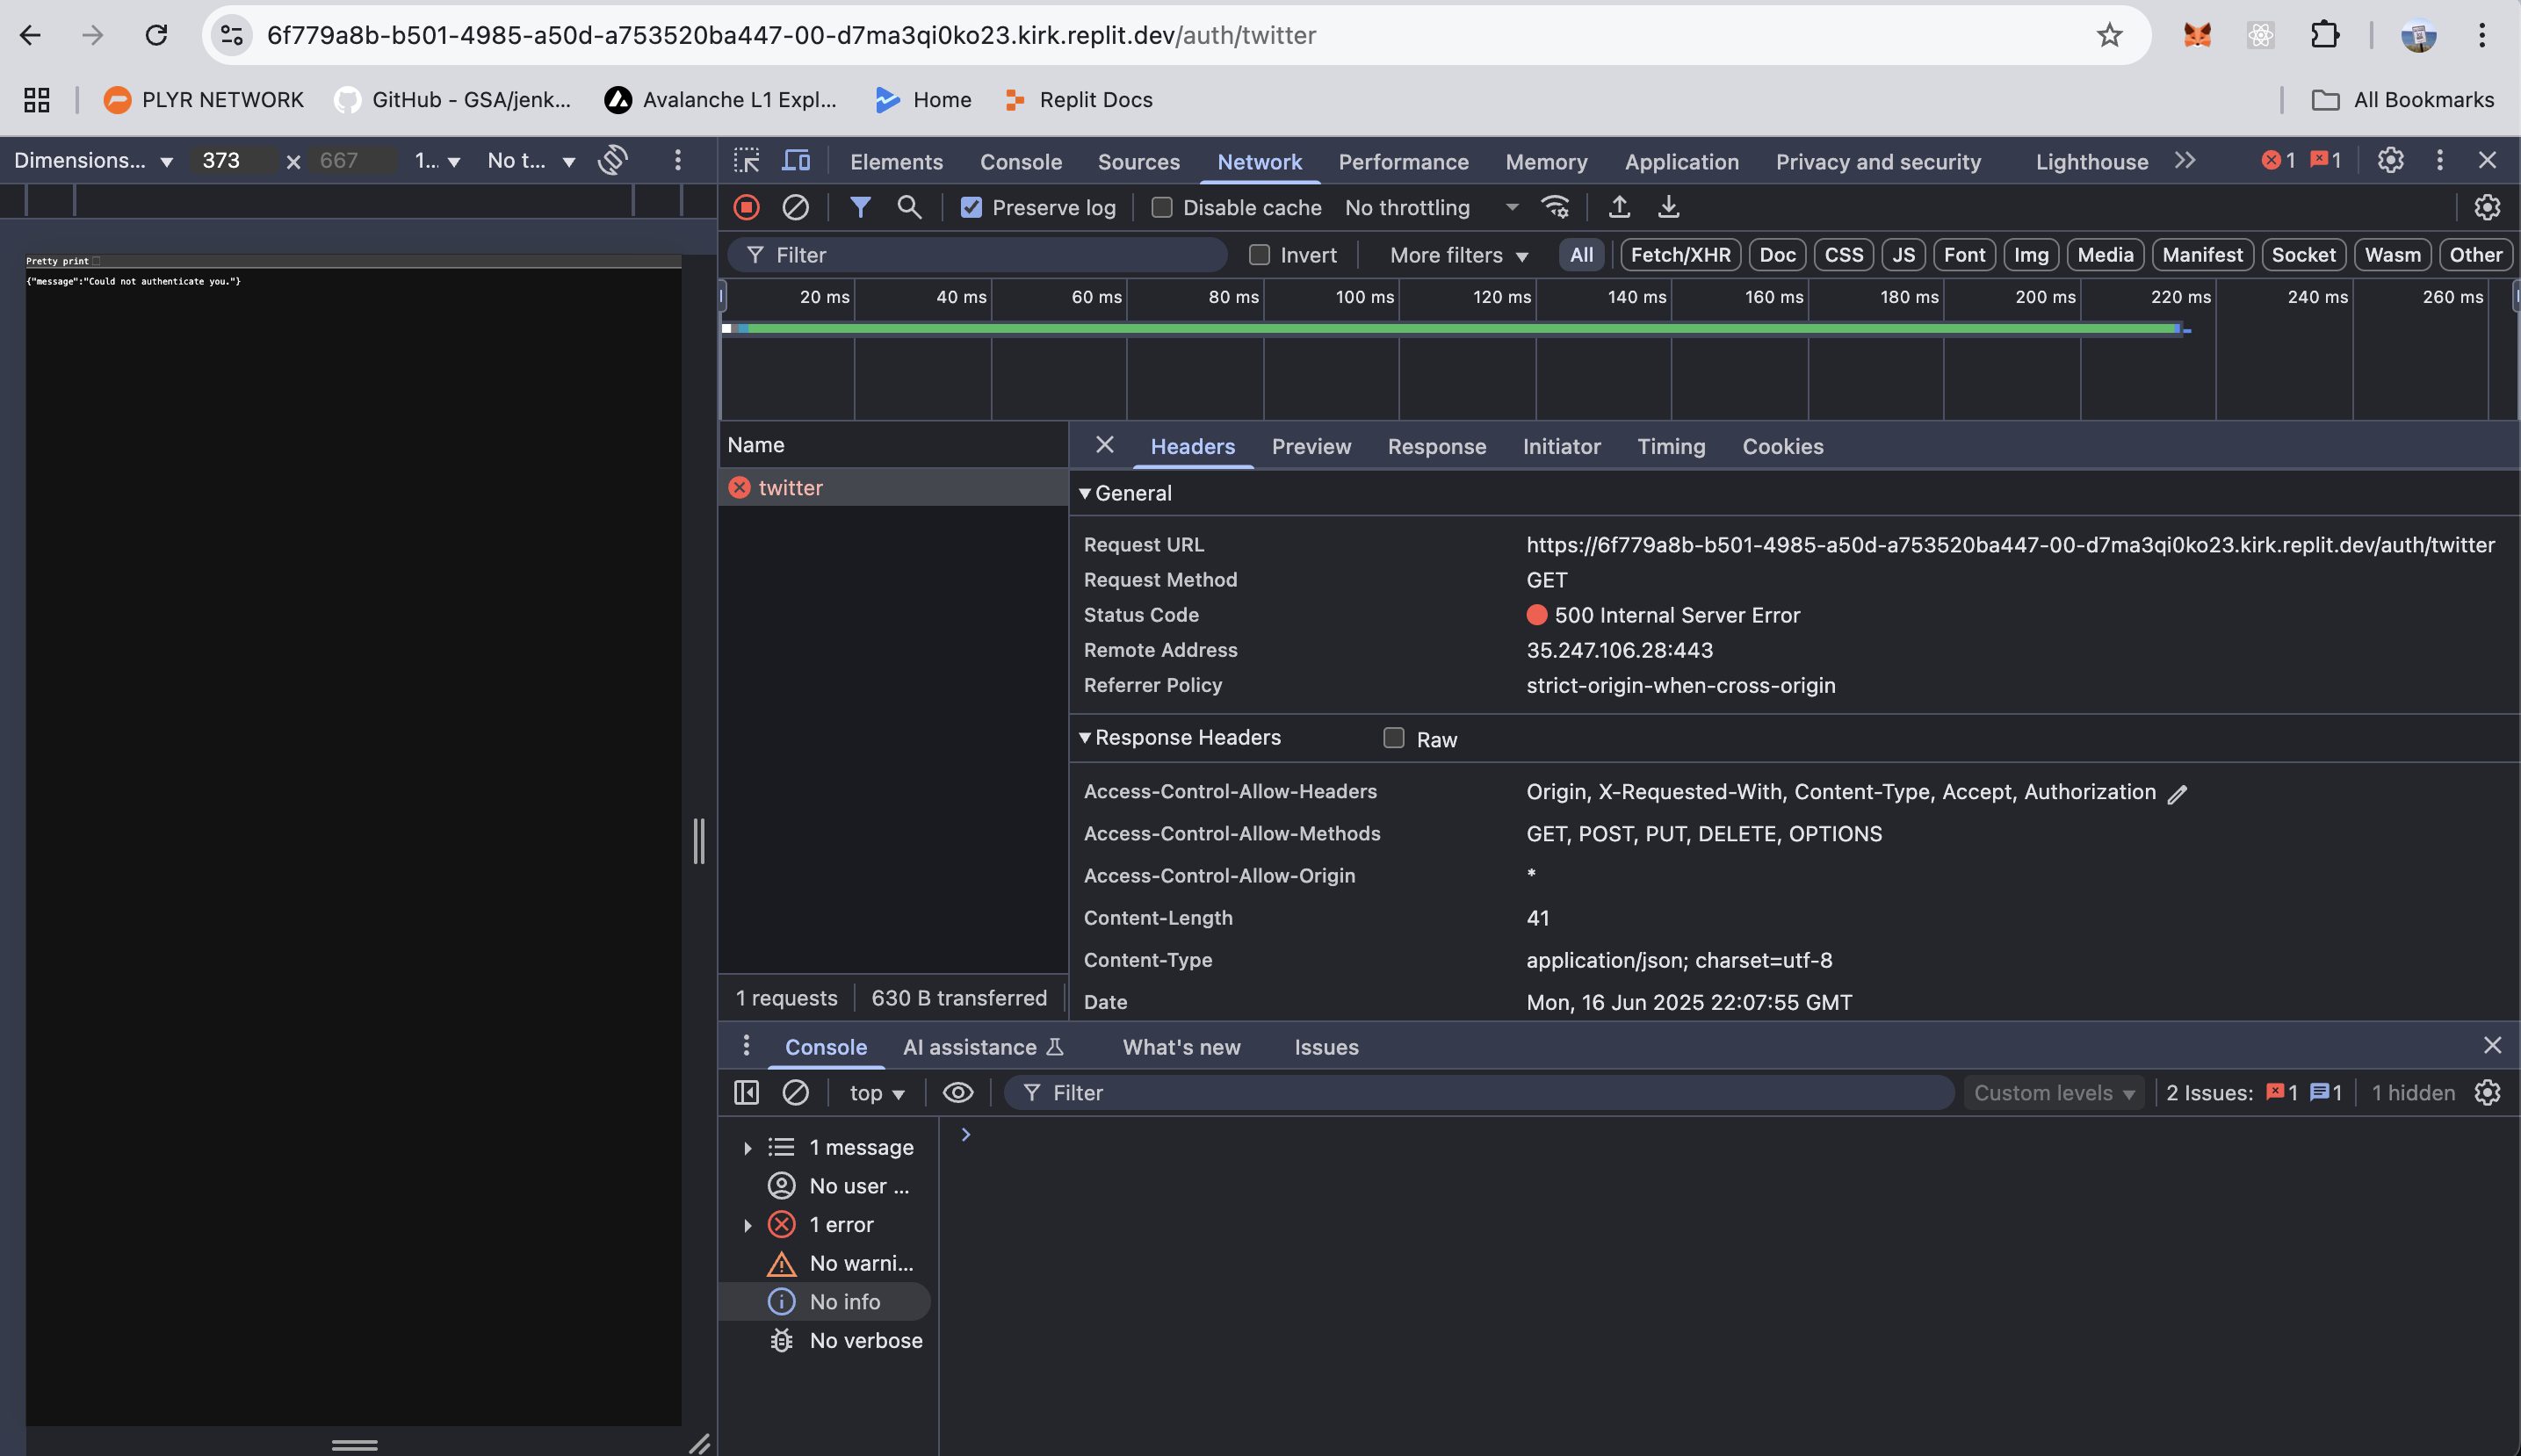 6f779a8b-b501-4985-a50d-a753520ba447-00-d7ma3qi0ko23.kirk.replit.dev/auth/twitter
PLYR NETWORK
GitHub - GSA/jenk...
Avalanche L1 Expl...
Home
Replit Docs
All Bookmarks
Dimensions... 373 × 667 1... No t...
Pretty print
{"message":"Could not authenticate you."}
Elements Console Sources Network Performance Memory Application Privacy and security Lighthouse 1 1
Preserve log Disable cache No throttling
Filter Invert More filters All Fetch/XHR Doc CSS JS Font Img Media Manifest Socket Wasm Other
20 ms 40 ms 60 ms 80 ms 100 ms 120 ms 140 ms 160 ms 180 ms 200 ms 220 ms 240 ms 260 ms
Name
twitter
1 requests 630 B transferred
Headers Preview Response Initiator Timing Cookies
General
Request URL https://6f779a8b-b501-4985-a50d-a753520ba447-00-d7ma3qi0ko23.kirk.replit.dev/auth/twitter
Request Method GET
Status Code 500 Internal Server Error
Remote Address 35.247.106.28:443
Referrer Policy strict-origin-when-cross-origin
Response Headers Raw
Access-Control-Allow-Headers Origin, X-Requested-With, Content-Type, Accept, Authorization
Access-Control-Allow-Methods GET, POST, PUT, DELETE, OPTIONS
Access-Control-Allow-Origin *
Content-Length 41
Content-Type application/json; charset=utf-8
Date Mon, 16 Jun 2025 22:07:55 GMT
Console AI assistance What's new Issues
top Filter Custom levels 2 Issues: 1 1 1 hidden
1 message
No user ...
1 error
No warni...
No info
No verbose